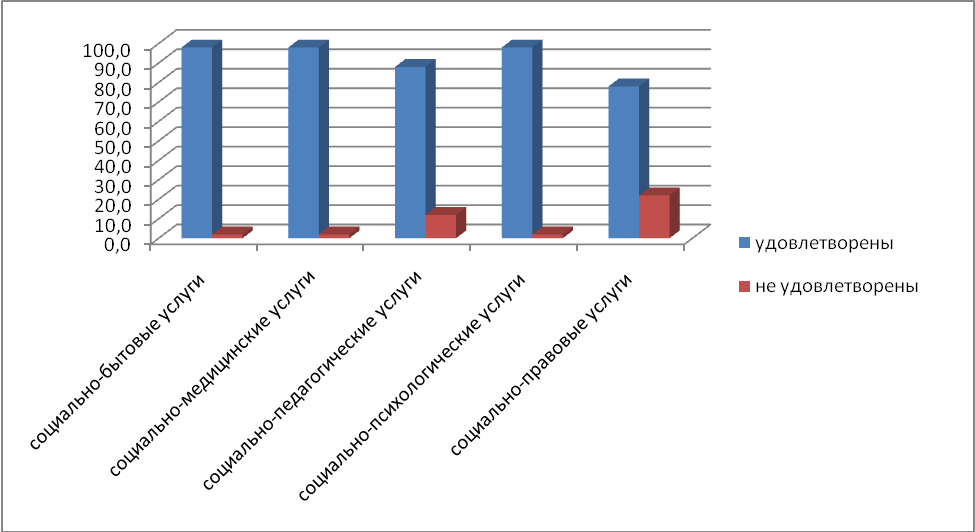 100,0
90,0
80,0
70,0
60,0
50,0
40,0
30,0
20,0
10,0
0,0
социально-бытовые услуги
социально-медицинские услуги
социально-педагогические услуги
социально-психологические услуги
социально-правовые услуги
удовлетворены
не удовлетворены